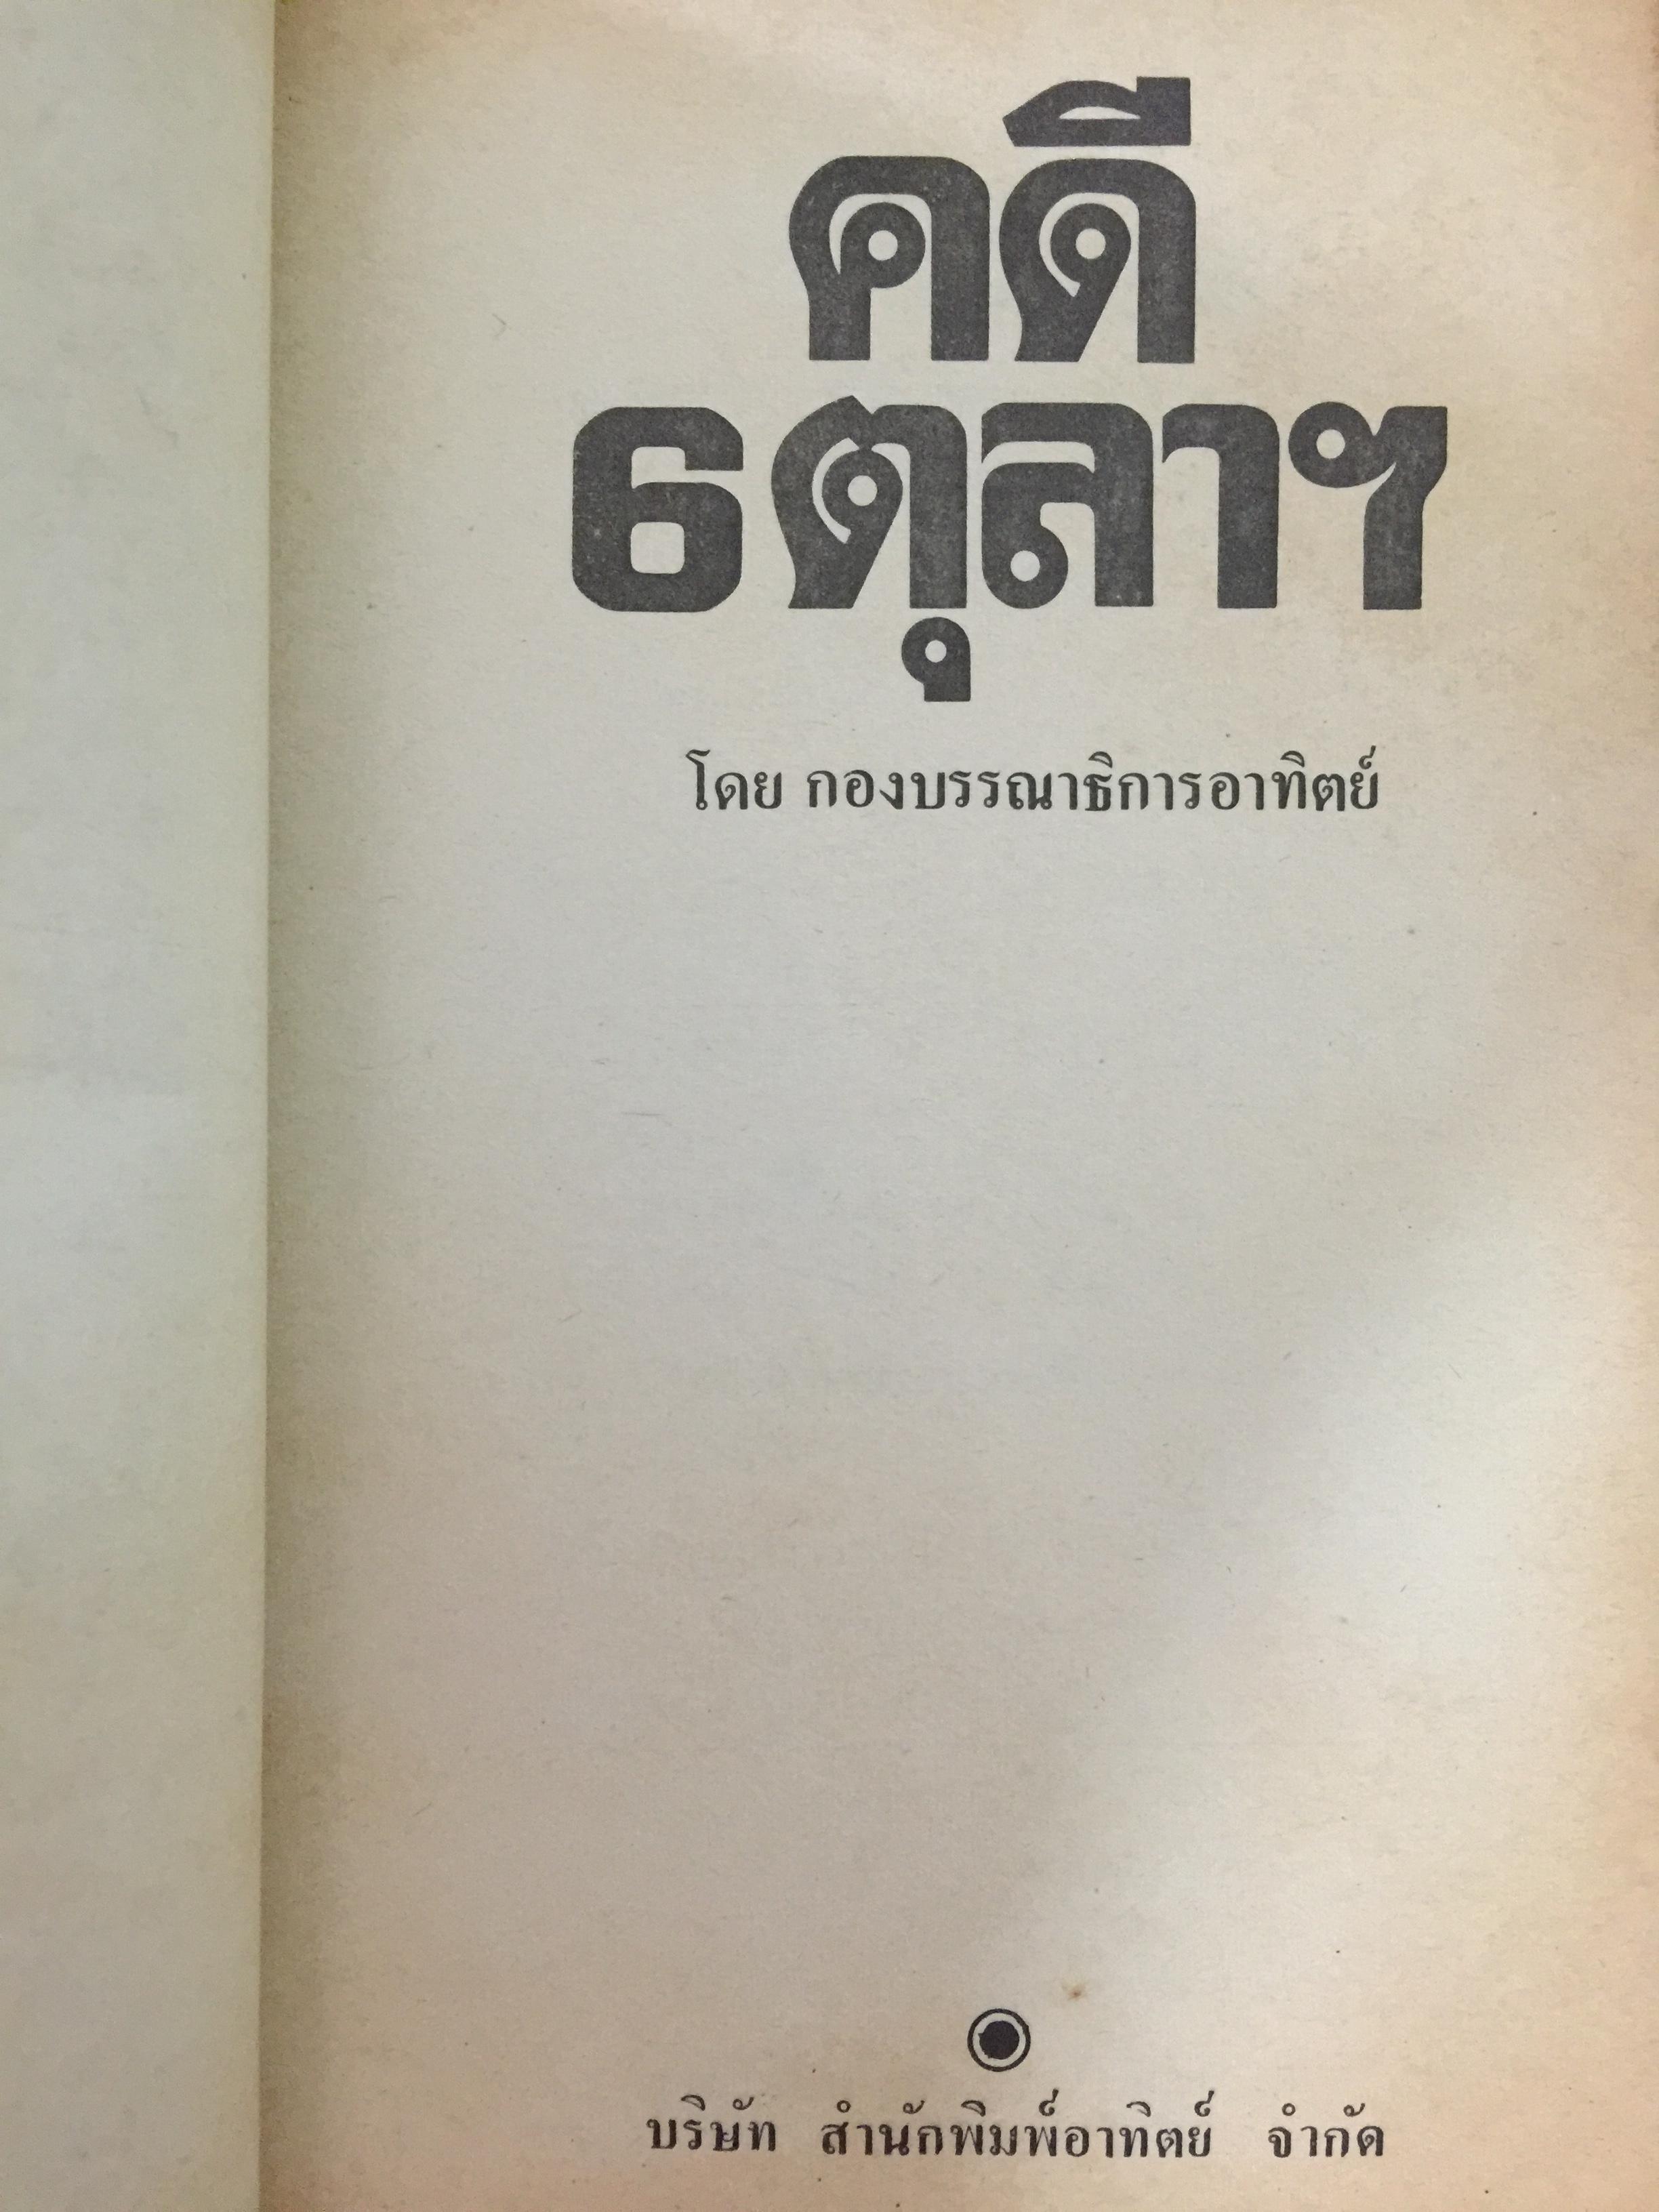 คดี
6 ตุลาฯ
โดย กองบรรณาธิการอาทิตย์
บริษัท สำนักพิมพ์อาทิตย์ จำกัด